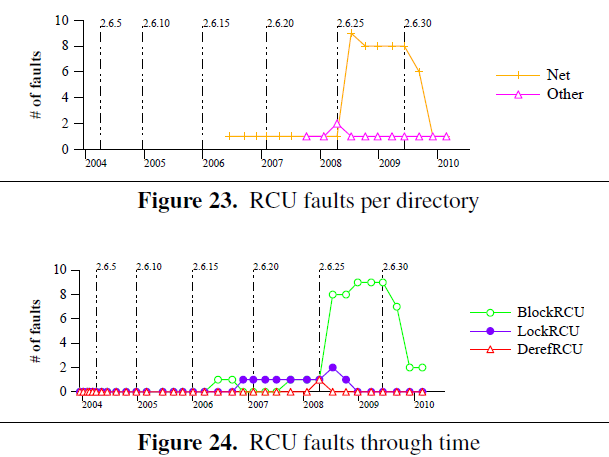 10
8
6
4
2
0
# of faults
2.6.5 2.6.10 2.6.15 2.6.20 2.6.25 2.6.30
2004 2005 2006 2007 2008 2009 2010
Net
Other
Figure 23. RCU faults per directory
10
8
6
4
2
0
# of faults
2.6.5 2.6.10 2.6.15 2.6.20 2.6.25 2.6.30
2004 2005 2006 2007 2008 2009 2010
BlockRCU
LockRCU
DerefRCU
Figure 24. RCU faults through time